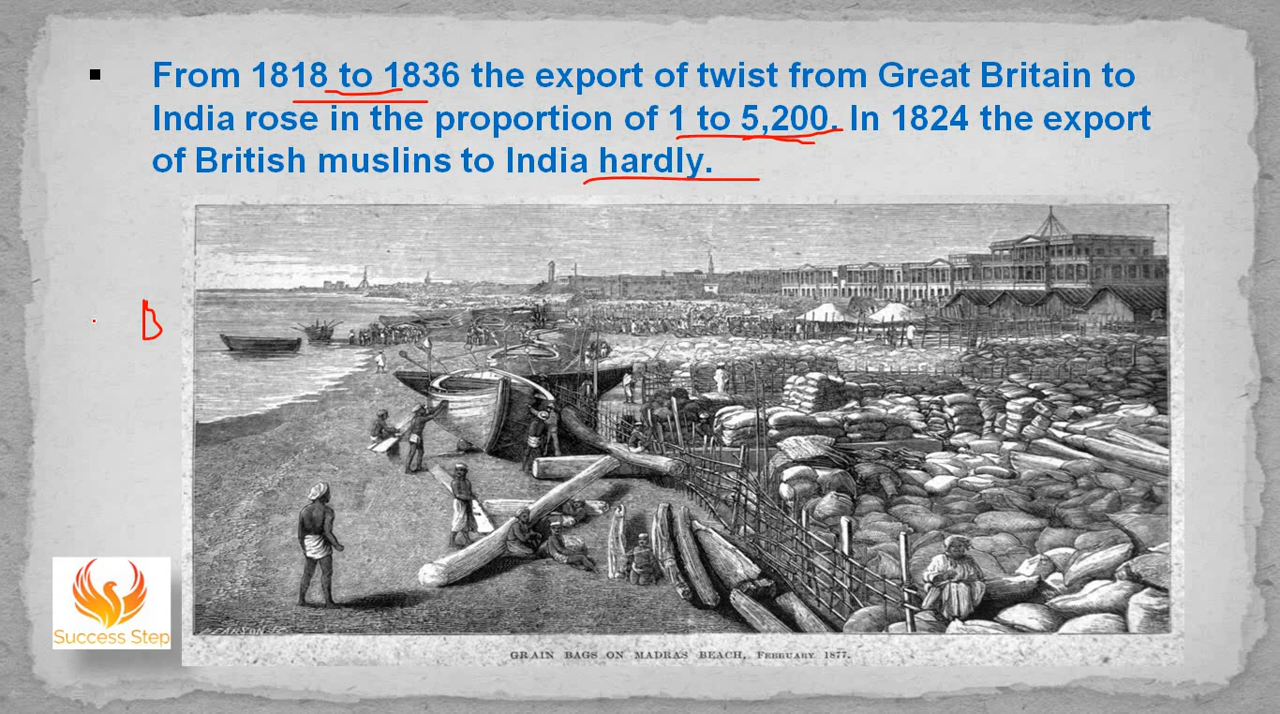 ▪ From 1818 to 1836 the export of twist from Great Britain to
India rose in the proportion of 1 to 5,200. In 1824 the export
of British muslins to India hardly.
B
Success Step
GRAIN BAGS ON MADRAS BEACH, FEBRUARY 1877.